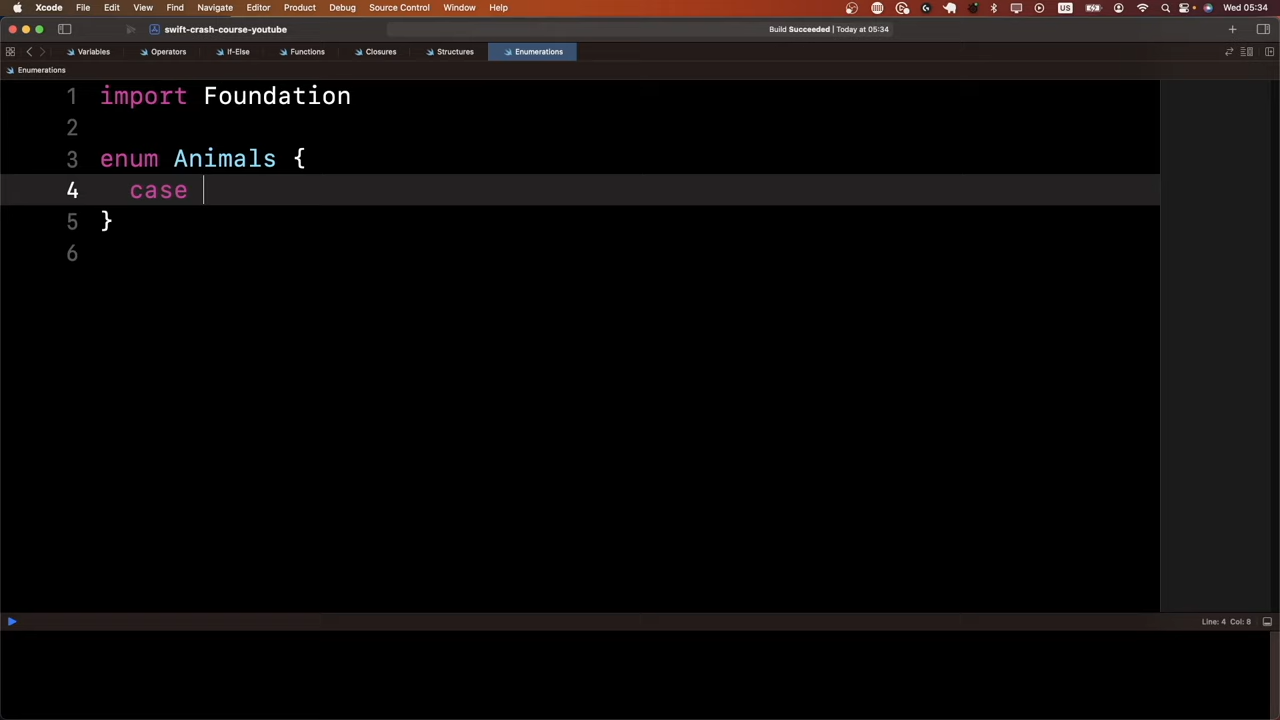 Xcode File Edit View Find Navigate Editor Product Debug Source Control Window Help US Wed 05:34
swift-crash-course-youtube Build Succeeded | Today at 05:34
Variables Operators If-Else Functions Closures Structures Enumerations
Enumerations
1 import Foundation
2
3 enum Animals {
4 case
5 }
6
Line: 4 Col: 8